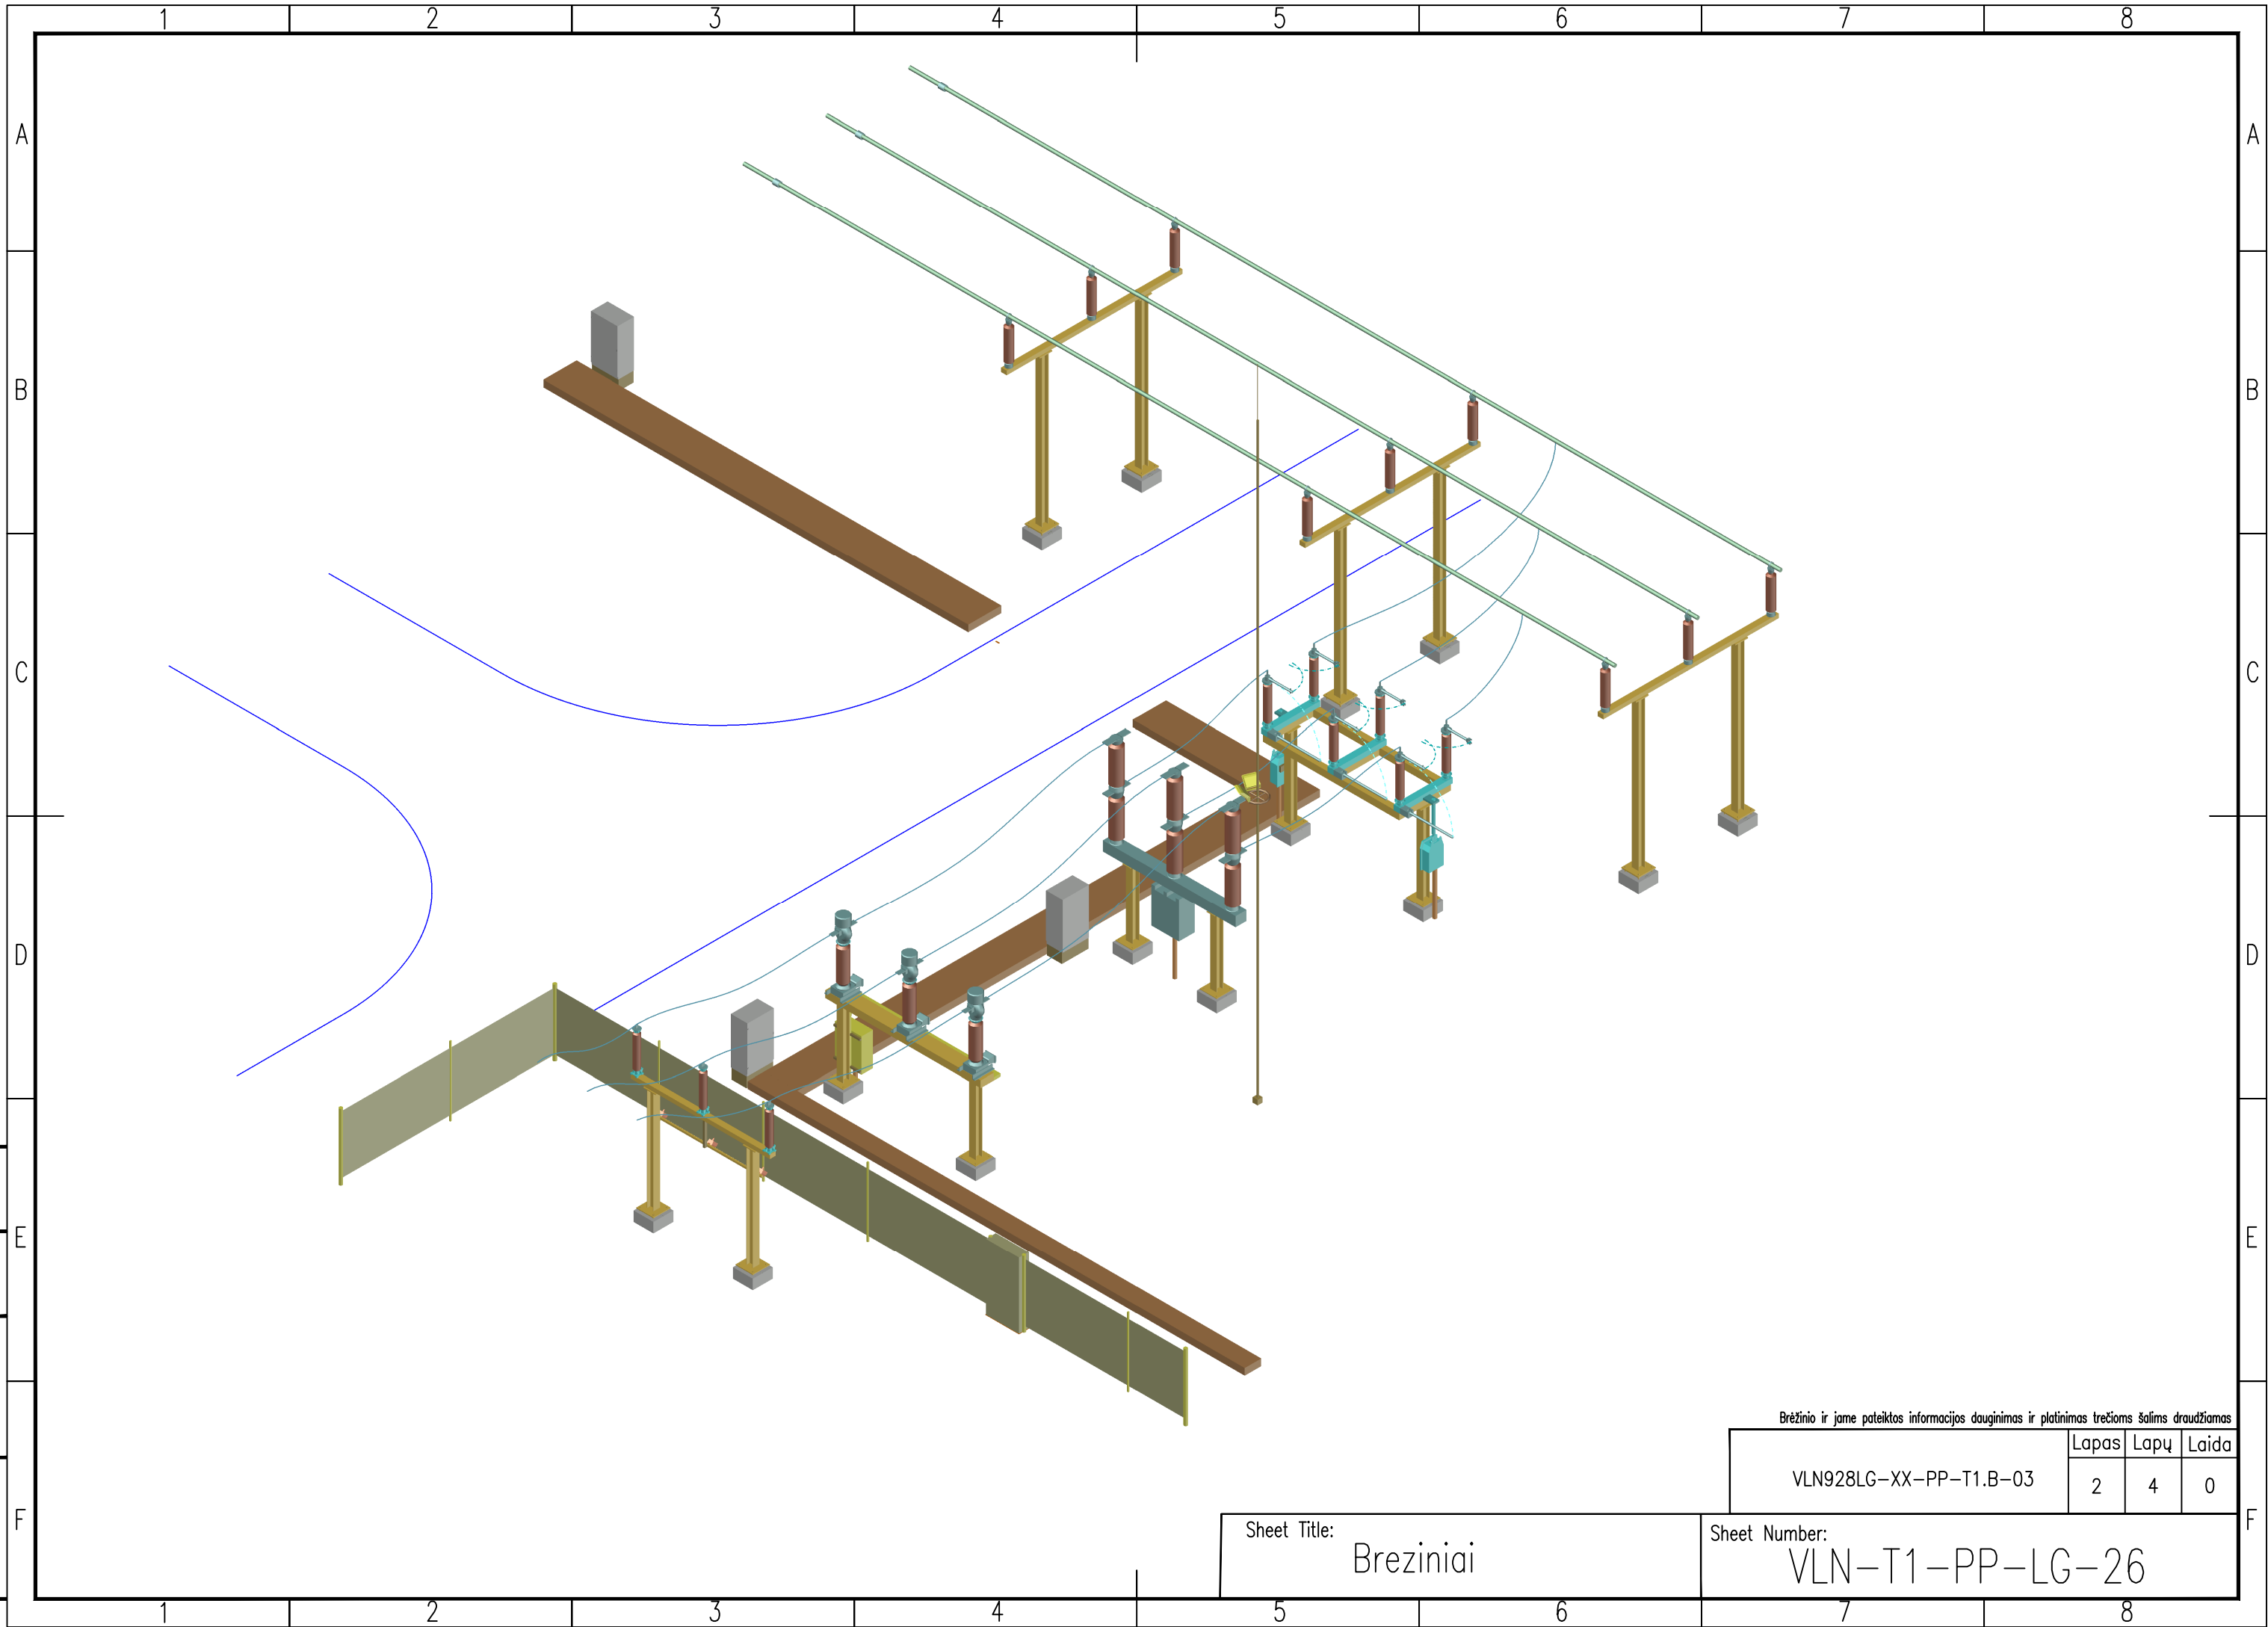 1 2 3 4 5 6 7 8
A A
B B
C C
D D
E E
F F
Brėžinio ir jame pateiktos informacijos dauginimas ir platinimas trečioms šalims draudžiamas
Lapas Lapų Laida
VLN928LG-XX-PP-T1.B-03 2 4 0
Sheet Title:
Breziniai
Sheet Number:
VLN-T1-PP-LG-26
1 2 3 4 5 6 7 8